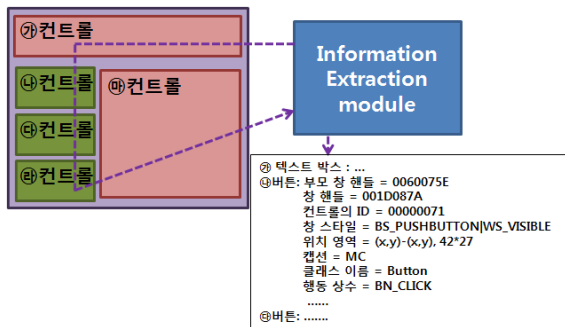 ㉮컨트롤
㉯컨트롤
㉰컨트롤
㉱컨트롤
㉲컨트롤
Information
Extraction
module
㉮ 텍스트 박스 : ...
㉯버튼: 부모 창 핸들 = 0060075E
창 핸들 = 001D087A
컨트롤의 ID = 00000071
창 스타일 = BS_PUSHBUTTON|WS_VISIBLE
위치 영역 = (x,y)-(x,y), 42*27
캡션 = MC
클래스 이름 = Button
행동 상수 = BN_CLICK
......
㉰버튼: .......